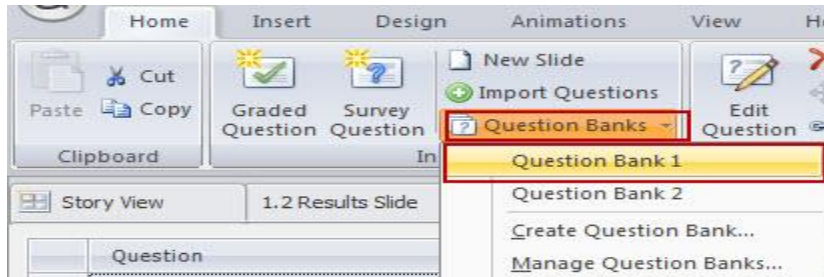 Home Insert Design Animations View
Cut
Paste Copy
Clipboard
Graded Question
Survey Question
New Slide
Import Questions
Question Banks
In
Edit Question
Question Bank 1
Question Bank 2
Create Question Bank...
Manage Question Banks...
Story View
1.2 Results Slide
Question